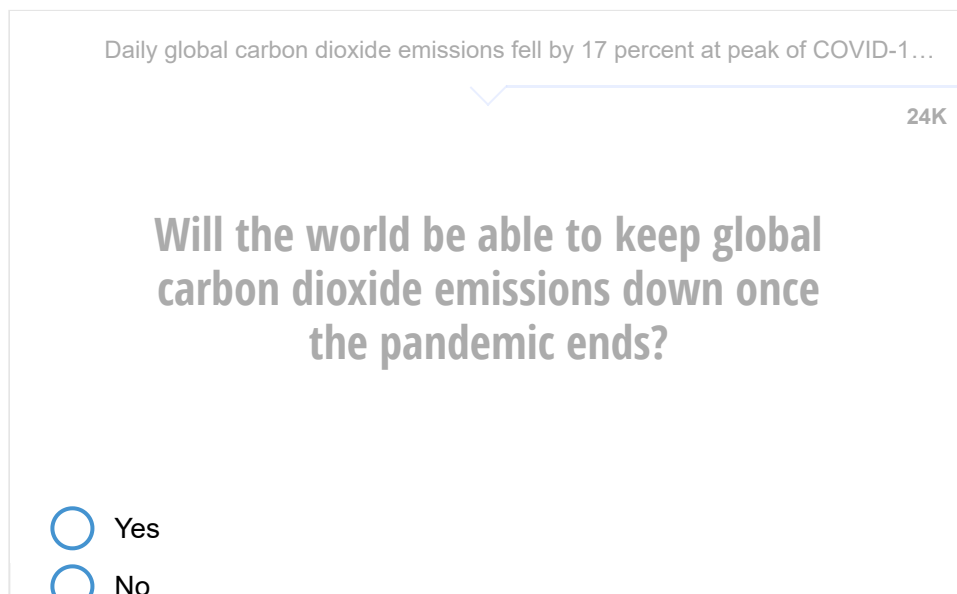 Daily global carbon dioxide emissions fell by 17 percent at peak of COVID-1…
24K
Will the world be able to keep global
carbon dioxide emissions down once
the pandemic ends?
Yes
No